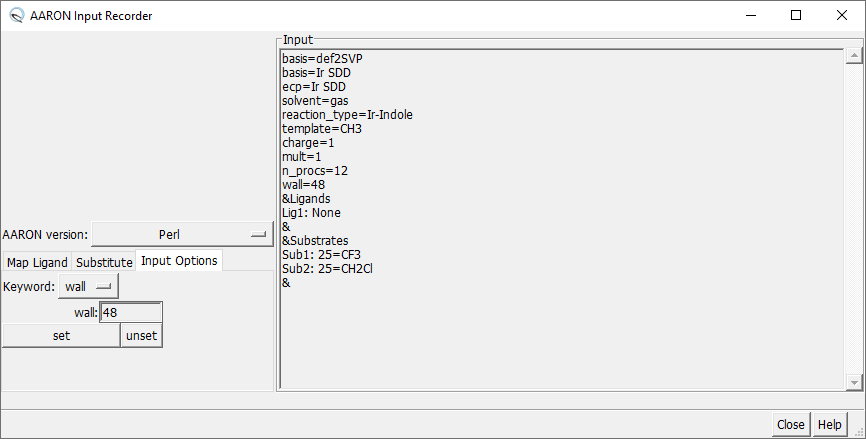 AARON Input Recorder
Input
basis=def2SVP
basis=Ir SDD
ecp=Ir SDD
solvent=gas
reaction_type=Ir-Indole
template=CH3
charge=1
mult=1
n_procs=12
wall=48
&Ligands
Lig1: None
&
&Substrates
Sub1: 25=CF3
Sub2: 25=CH2Cl
&
AARON version: Perl
Map Ligand Substitute Input Options
Keyword: wall
wall: 48
set unset
Close Help